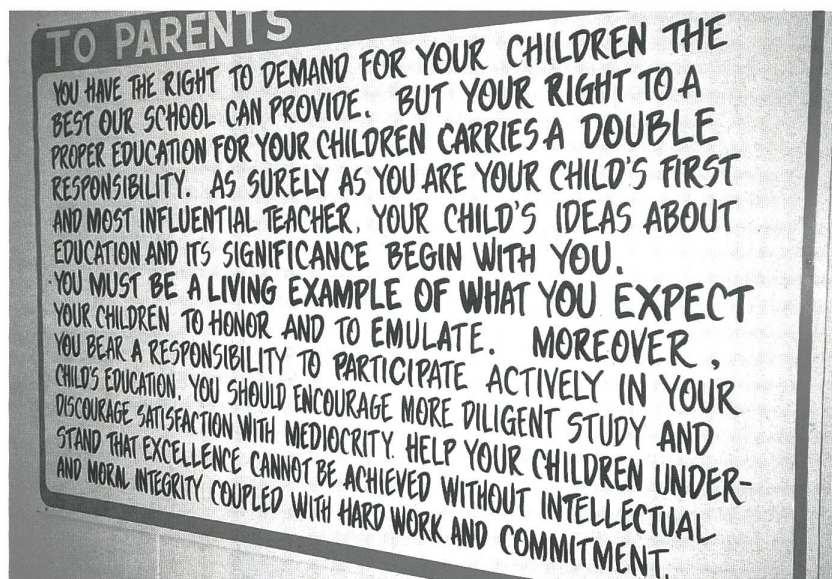 TO PARENTS
YOU HAVE THE RIGHT TO DEMAND FOR YOUR CHILDREN THE
BEST OUR SCHOOL CAN PROVIDE. BUT YOUR RIGHT TO A
PROPER EDUCATION FOR YOUR CHILDREN CARRIES A DOUBLE
RESPONSIBILITY. AS SURELY AS YOU ARE YOUR CHILD'S FIRST
AND MOST INFLUENTIAL TEACHER, YOUR CHILD'S IDEAS ABOUT
EDUCATION AND ITS SIGNIFICANCE BEGIN WITH YOU.
YOU MUST BE A LIVING EXAMPLE OF WHAT YOU EXPECT
YOUR CHILDREN TO HONOR AND TO EMULATE. MOREOVER,
YOU BEAR A RESPONSIBILITY TO PARTICIPATE ACTIVELY IN YOUR
CHILD'S EDUCATION. YOU SHOULD ENCOURAGE MORE DILIGENT STUDY AND
DISCOURAGE SATISFACTION WITH MEDIOCRITY. HELP YOUR CHILDREN UNDER-
STAND THAT EXCELLENCE CANNOT BE ACHIEVED WITHOUT INTELLECTUAL
AND MORAL INTEGRITY COUPLED WITH HARD WORK AND COMMITMENT.